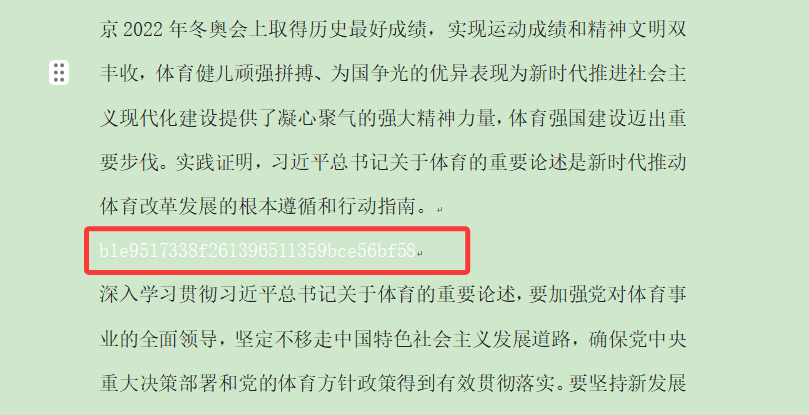 京 2022 年冬奥会上取得历史最好成绩，实现运动成绩和精神文明双
丰收，体育健儿顽强拼搏、为国争光的优异表现为新时代推进社会主
义现代化建设提供了凝心聚气的强大精神力量，体育强国建设迈出重
要步伐。实践证明，习近平总书记关于体育的重要论述是新时代推动
体育改革发展的根本遵循和行动指南。
b1e9517338f261396511359bce56bf58
深入学习贯彻习近平总书记关于体育的重要论述，要加强党对体育事
业的全面领导，坚定不移走中国特色社会主义发展道路，确保党中央
重大决策部署和党的体育方针政策得到有效贯彻落实。要坚持新发展